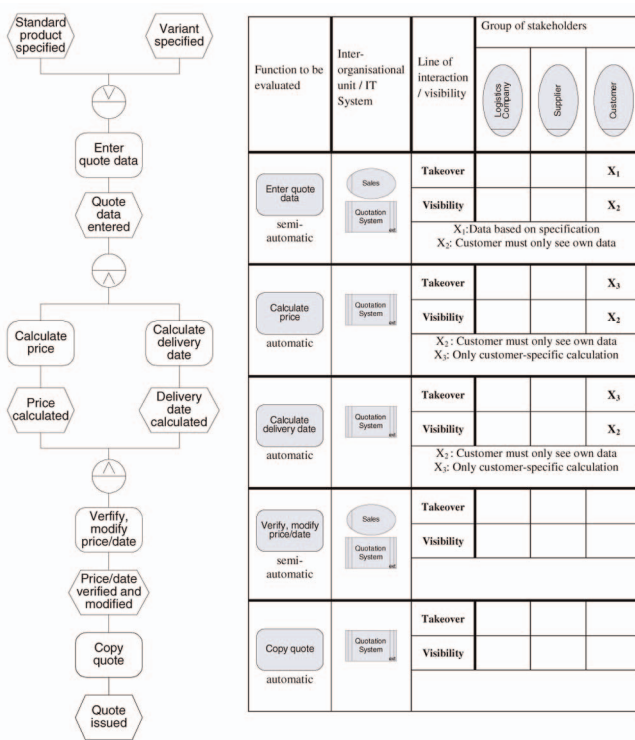 Standard
product
specified
Variant
specified
Enter
quote data
Quote
data
entered
Calculate
price
Calculate
delivery
date
Price
calculated
Delivery
date
calculated
Verfify,
modify
price/date
Price/date
verified and
modified
Copy
quote
Quote
issued
Function to be
evaluated
Inter-
organisational
unit / IT
System
Line of
interaction
/ visibility
Group of stakeholders
Logistics
Company
Supplier
Customer
Enter quote
data
semi-
automatic
Sales
Quotation
System
ext
Takeover
X₁
Visibility
X₂
X₁:Data based on specification
X₂: Customer must only see own data
Calculate
price
automatic
Quotation
System
ext
Takeover
X₃
Visibility
X₂
X₂ : Customer must only see own data
X₃: Only customer-specific calculation
Calculate
delivery date
automatic
Quotation
System
ext
Takeover
X₃
Visibility
X₂
X₂ : Customer must only see own data
X₃: Only customer-specific calculation
Verify, modify
price/date
semi-
automatic
Sales
Quotation
System
ext
Takeover
Visibility
Copy quote
automatic
Quotation
System
ext
Takeover
Visibility